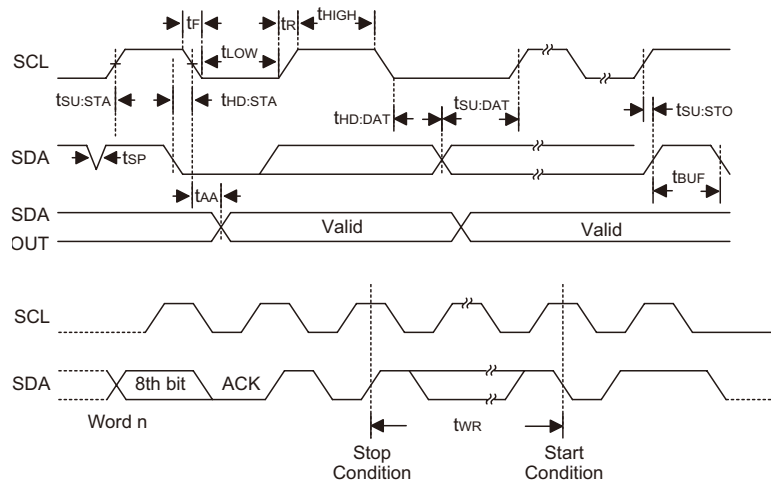 tF tR tHIGH
SCL tLOW
tSU:STA tHD:STA tHD:DAT tSU:DAT tSU:STO
SDA tSP
tAA tBUF
SDA
OUT Valid Valid
SCL
SDA 8th bit ACK
Word n tWR
Stop Start
Condition Condition